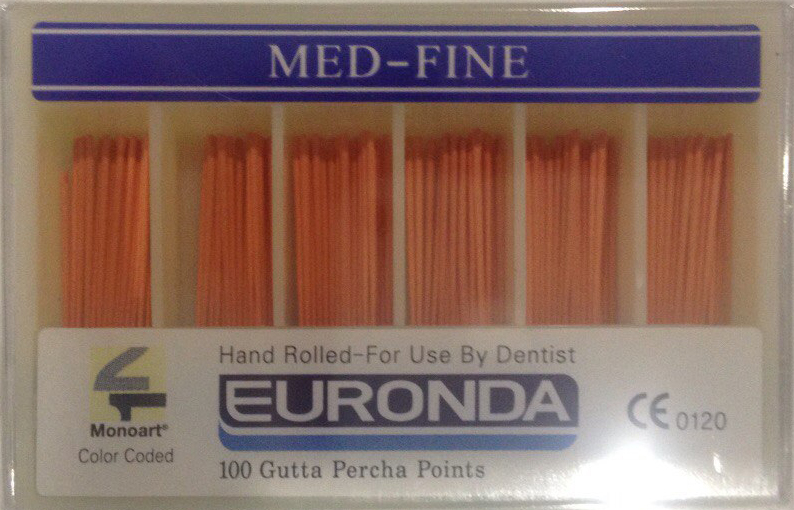 MED-FINE
Hand Rolled-For Use By Dentist
EURONDA
Monoart®
Color Coded
100 Gutta Percha Points
CE 0120